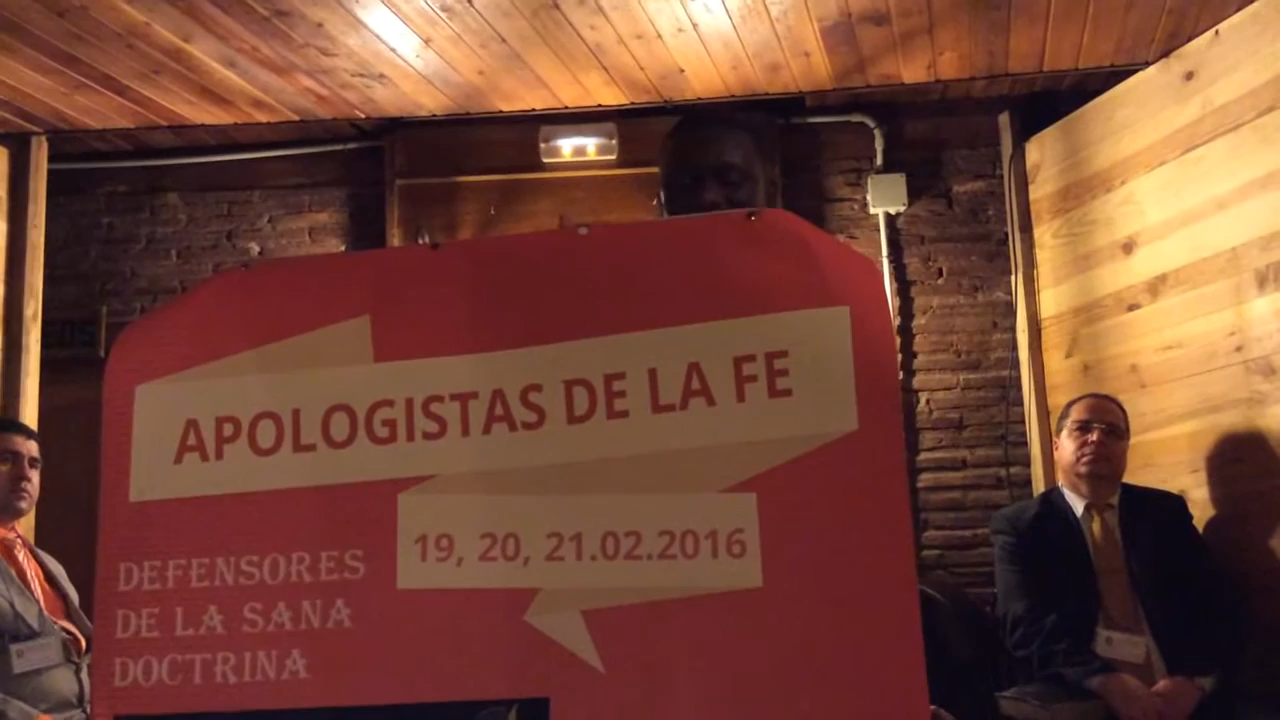 APOLOGISTAS DE LA FE
19, 20, 21.02.2016
DEFENSORES
DE LA SANA
DOCTRINA